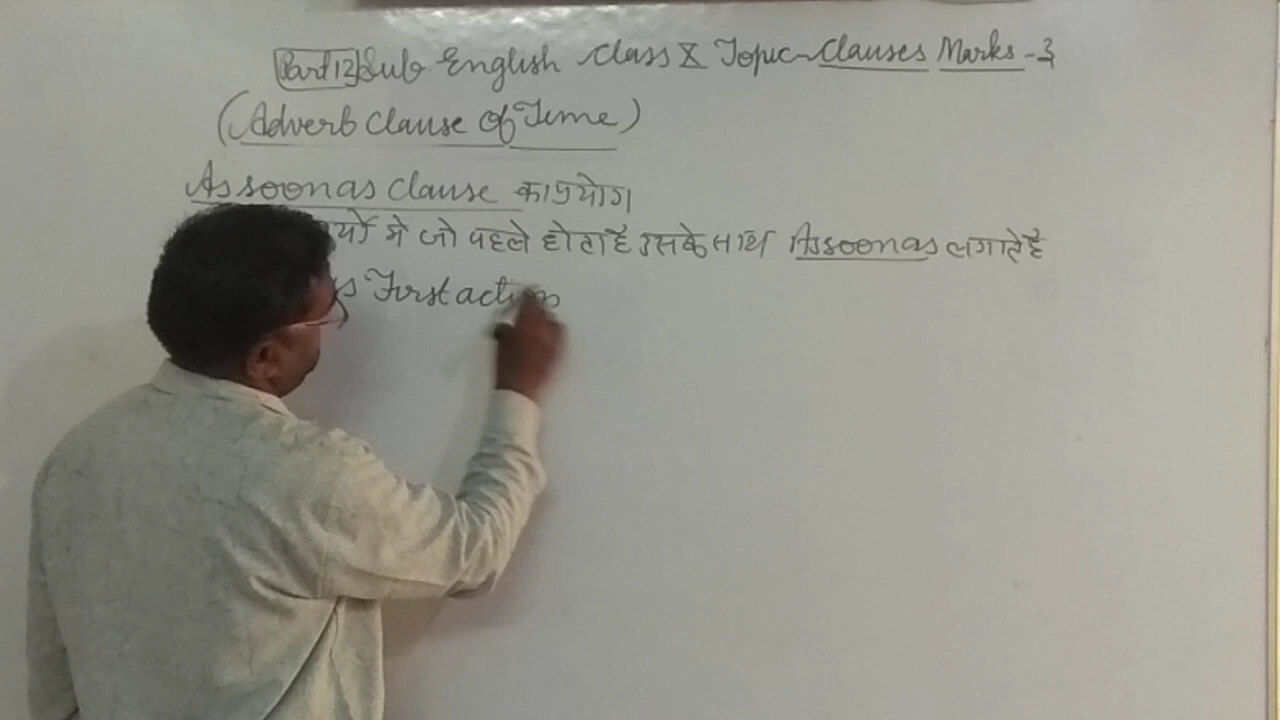 Part 12 Sub English Class X Topic - Clauses Marks - 3
(Adverb Clause of Time)
As soon as Clause का प्रयोग
में जो पहले होता है उसके साथ As soon as लगाते है
First action